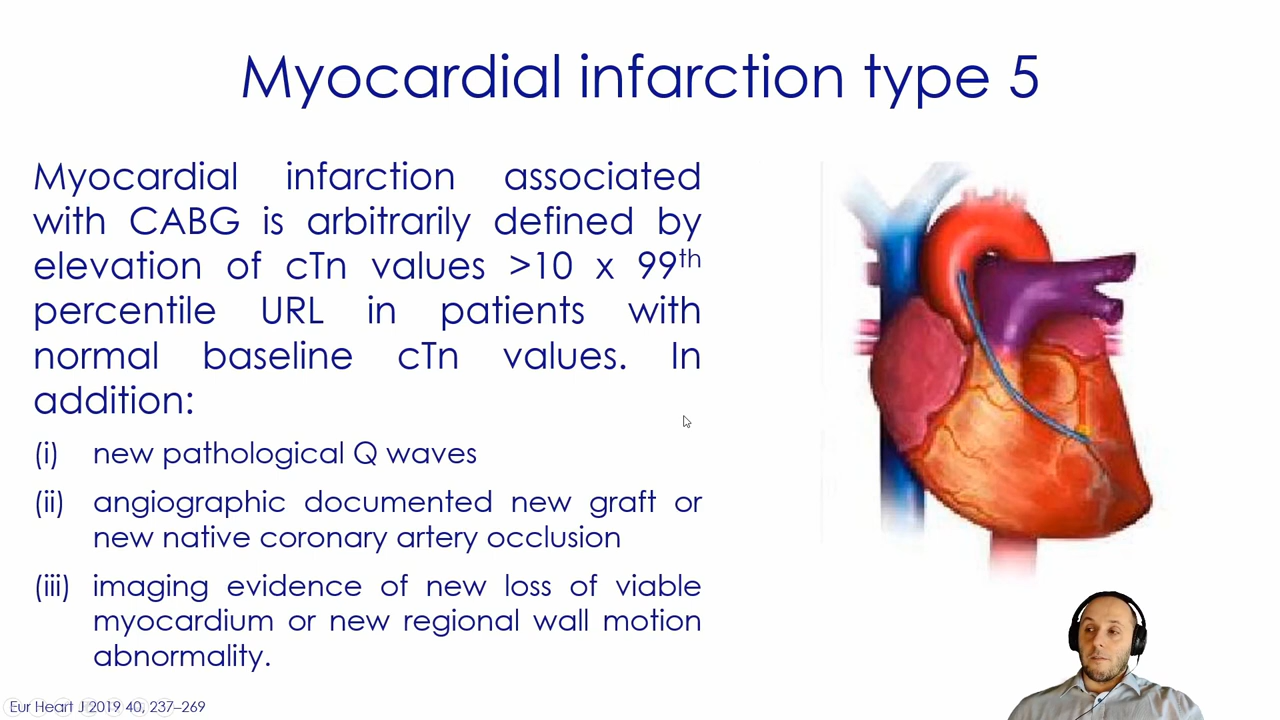 Myocardial infarction type 5
Myocardial infarction associated
with CABG is arbitrarily defined by
elevation of cTn values >10 x 99th
percentile URL in patients with
normal baseline cTn values. In
addition:
(i) new pathological Q waves
(ii) angiographic documented new graft or
new native coronary artery occlusion
(iii) imaging evidence of new loss of viable
myocardium or new regional wall motion
abnormality.
Eur Heart J 2019 40, 237–269